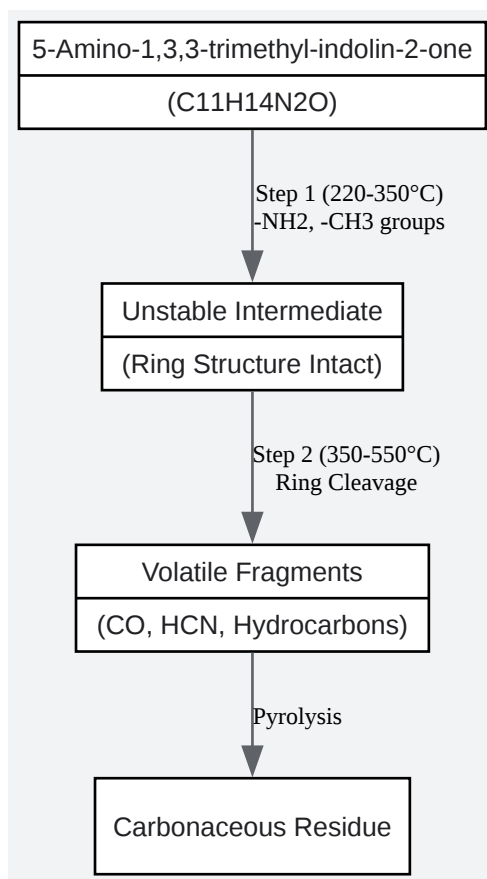 5-Amino-1,3,3-trimethyl-indolin-2-one
(C11H14N2O)
Step 1 (220-350°C)
-NH2, -CH3 groups
Unstable Intermediate
(Ring Structure Intact)
Step 2 (350-550°C)
Ring Cleavage
Volatile Fragments
(CO, HCN, Hydrocarbons)
Pyrolysis
Carbonaceous Residue